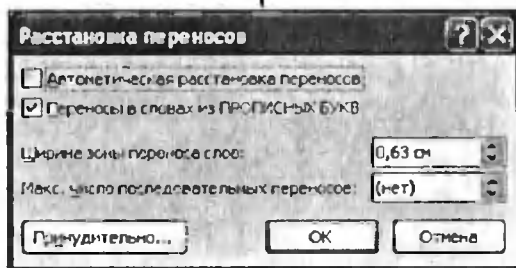 Расстановка переносов
Автоматическая расстановка переносов
Переносы в словах из ПРОПИСНЫХ БУКВ
Ширина зоны переноса слов: 0,63 см
Макс. число последовательных переносов: (нет)
Принудительно... ОК Отмена